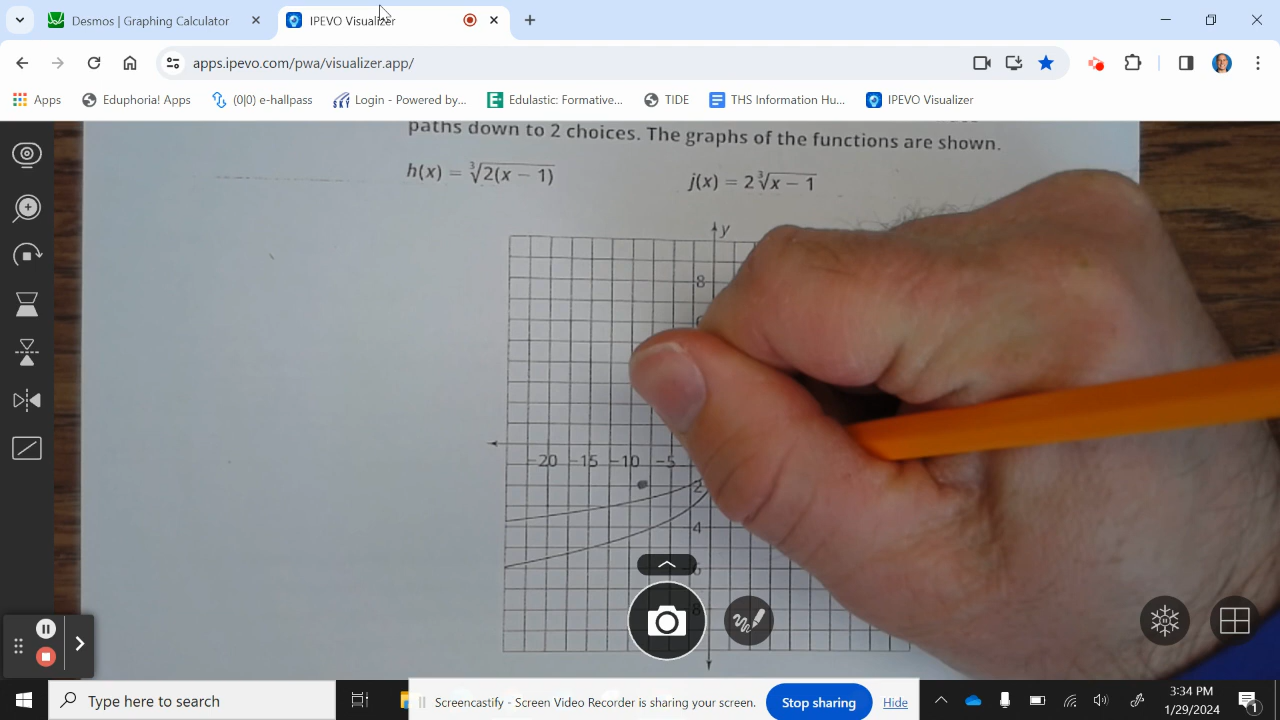 Desmos | Graphing Calculator
IPEVO Visualizer
apps.ipevo.com/pwa/visualizer.app/
Apps
Eduphoria! Apps
(0|0) e-hallpass
Login - Powered by...
Edulastic: Formative...
TIDE
THS Information Hu...
IPEVO Visualizer
paths down to 2 choices. The graphs of the functions are shown.
h(x) = ∛2(x − 1)
j(x) = 2∛x − 1
y
8
−20 −15 −10 −5
2
4
6
8
Screencastify - Screen Video Recorder is sharing your screen.
Stop sharing
Hide
Type here to search
3:34 PM
1/29/2024
1